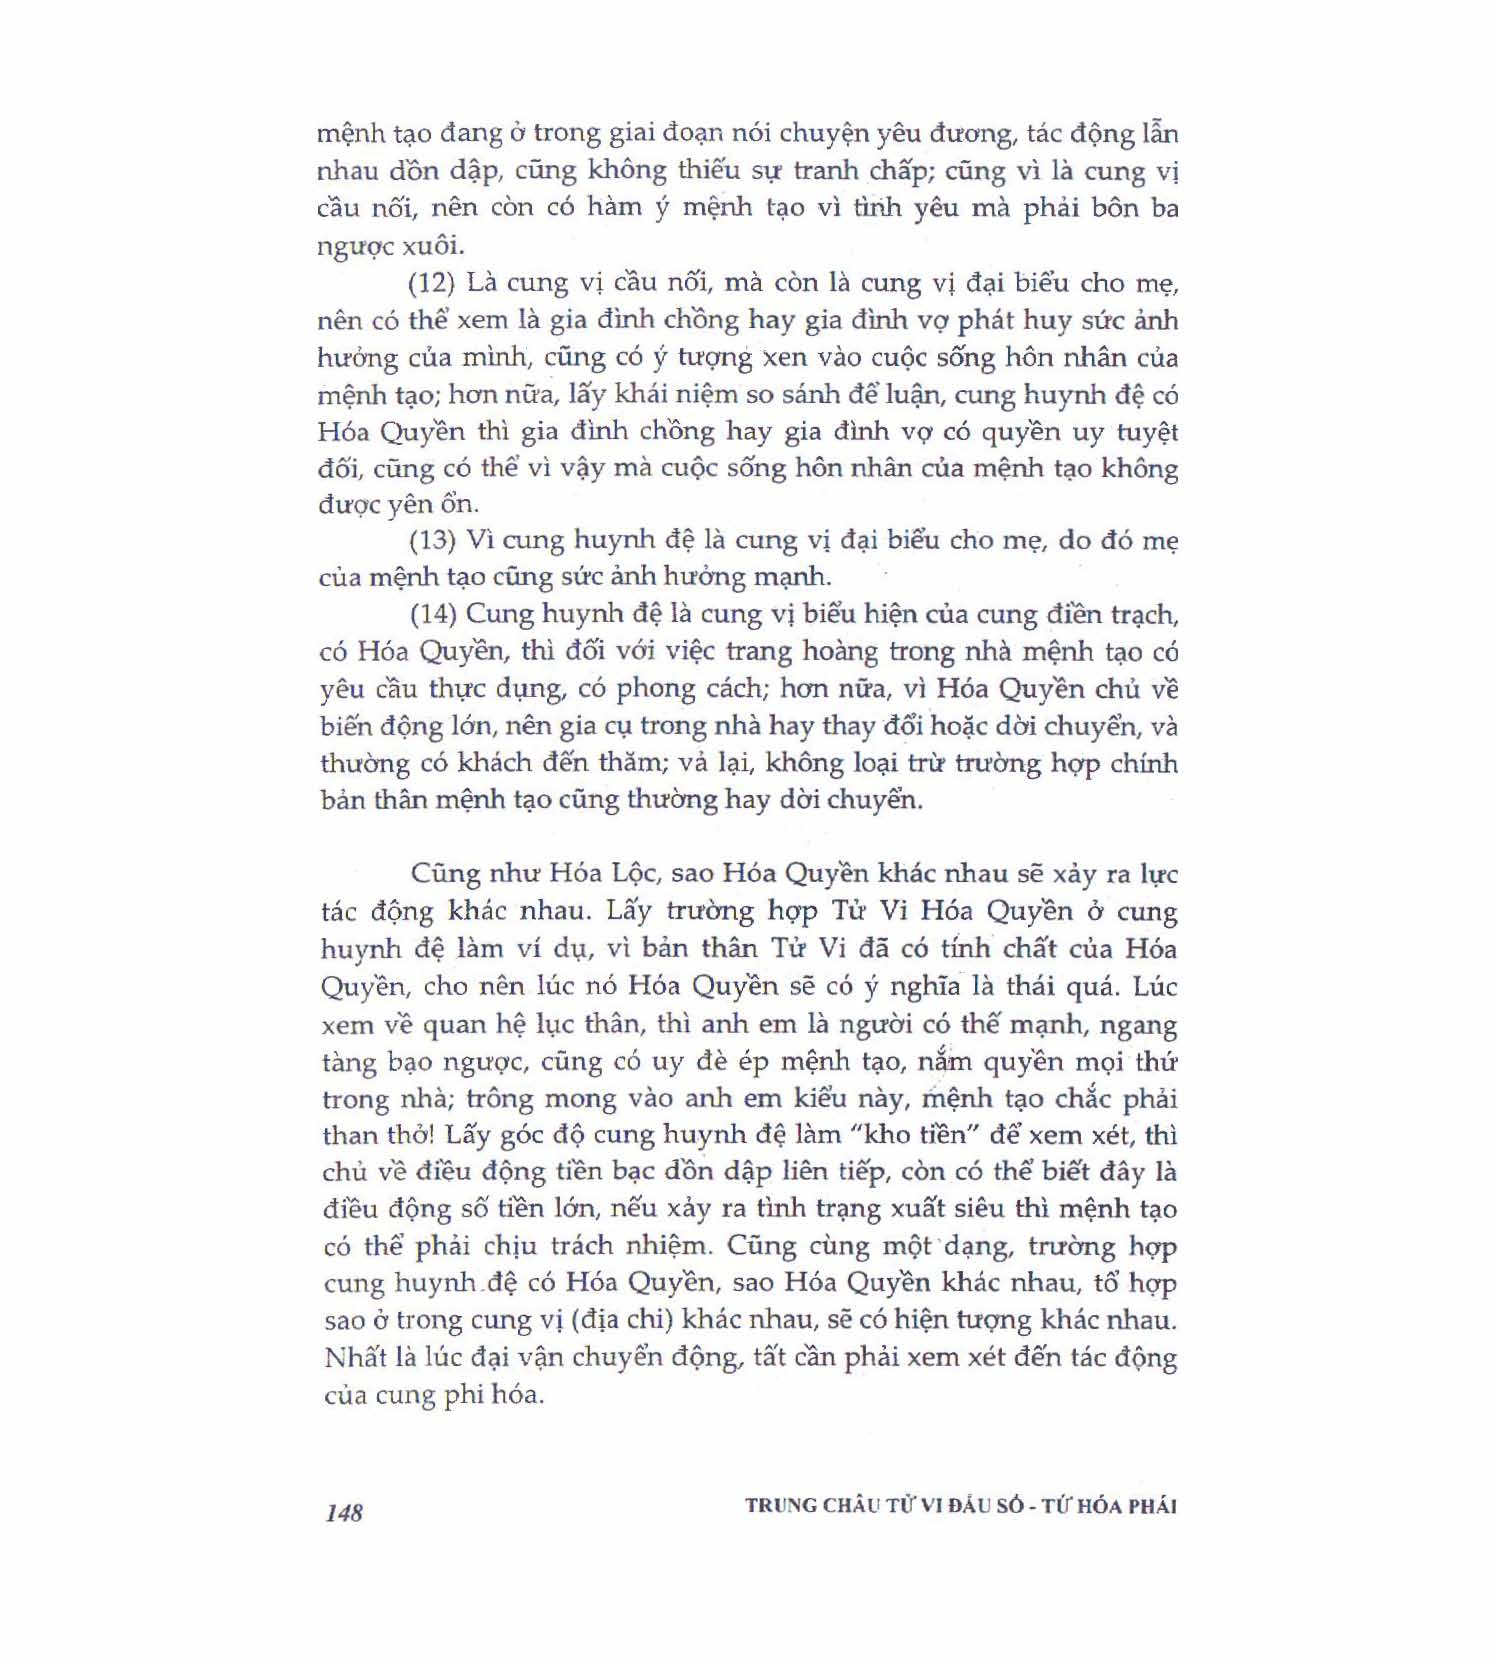 mệnh tạo đang ở trong giai đoạn nói chuyện yêu đương, tác động lẫn
nhau dồn dập, cũng không thiếu sự tranh chấp; cũng vì là cung vị
cầu nối, nên còn có hàm ý mệnh tạo vì tình yêu mà phải bôn ba
ngược xuôi.
(12) Là cung vị cầu nối, mà còn là cung vị đại biểu cho mẹ,
nên có thể xem là gia đình chồng hay gia đình vợ phát huy sức ảnh
hưởng của mình, cũng có ý tượng xen vào cuộc sống hôn nhân của
mệnh tạo; hơn nữa, lấy khái niệm so sánh để luận, cung huynh đệ có
Hóa Quyền thì gia đình chồng hay gia đình vợ có quyền uy tuyệt
đối, cũng có thể vì vậy mà cuộc sống hôn nhân của mệnh tạo không
được yên ổn.
(13) Vì cung huynh đệ là cung vị đại biểu cho mẹ, do đó mẹ
của mệnh tạo cũng sức ảnh hưởng mạnh.
(14) Cung huynh đệ là cung vị biểu hiện của cung điền trạch,
có Hóa Quyền, thì đối với việc trang hoàng trong nhà mệnh tạo có
yêu cầu thực dụng, có phong cách; hơn nữa, vì Hóa Quyền chủ về
biến động lớn, nên gia cụ trong nhà hay thay đổi hoặc dời chuyển, và
thường có khách đến thăm; vả lại, không loại trừ trường hợp chính
bản thân mệnh tạo cũng thường hay dời chuyển.
Cũng như Hóa Lộc, sao Hóa Quyền khác nhau sẽ xảy ra lực
tác động khác nhau. Lấy trường hợp Tử Vi Hóa Quyền ở cung
huynh đệ làm ví dụ, vì bản thân Tử Vi đã có tính chất của Hóa
Quyền, cho nên lúc nó Hóa Quyền sẽ có ý nghĩa là thái quá. Lúc
xem về quan hệ lục thân, thì anh em là người có thế mạnh, ngang
tàng bạo ngược, cũng có uy đè ép mệnh tạo, nắm quyền mọi thứ
trong nhà; trông mong vào anh em kiểu này, mệnh tạo chắc phải
than thở! Lấy góc độ cung huynh đệ làm "kho tiền" để xem xét, thì
chủ về điều động tiền bạc dồn dập liên tiếp, còn có thể biết đây là
điều động số tiền lớn, nếu xảy ra tình trạng xuất siêu thì mệnh tạo
có thể phải chịu trách nhiệm. Cũng cùng một dạng, trường hợp
cung huynh đệ có Hóa Quyền, sao Hóa Quyền khác nhau, tổ hợp
sao ở trong cung vị (địa chi) khác nhau, sẽ có hiện tượng khác nhau.
Nhất là lúc đại vận chuyển động, tất cần phải xem xét đến tác động
của cung phi hóa.
148
TRUNG CHÂU TỬ VI ĐẨU SỐ - TỨ HÓA PHÁI